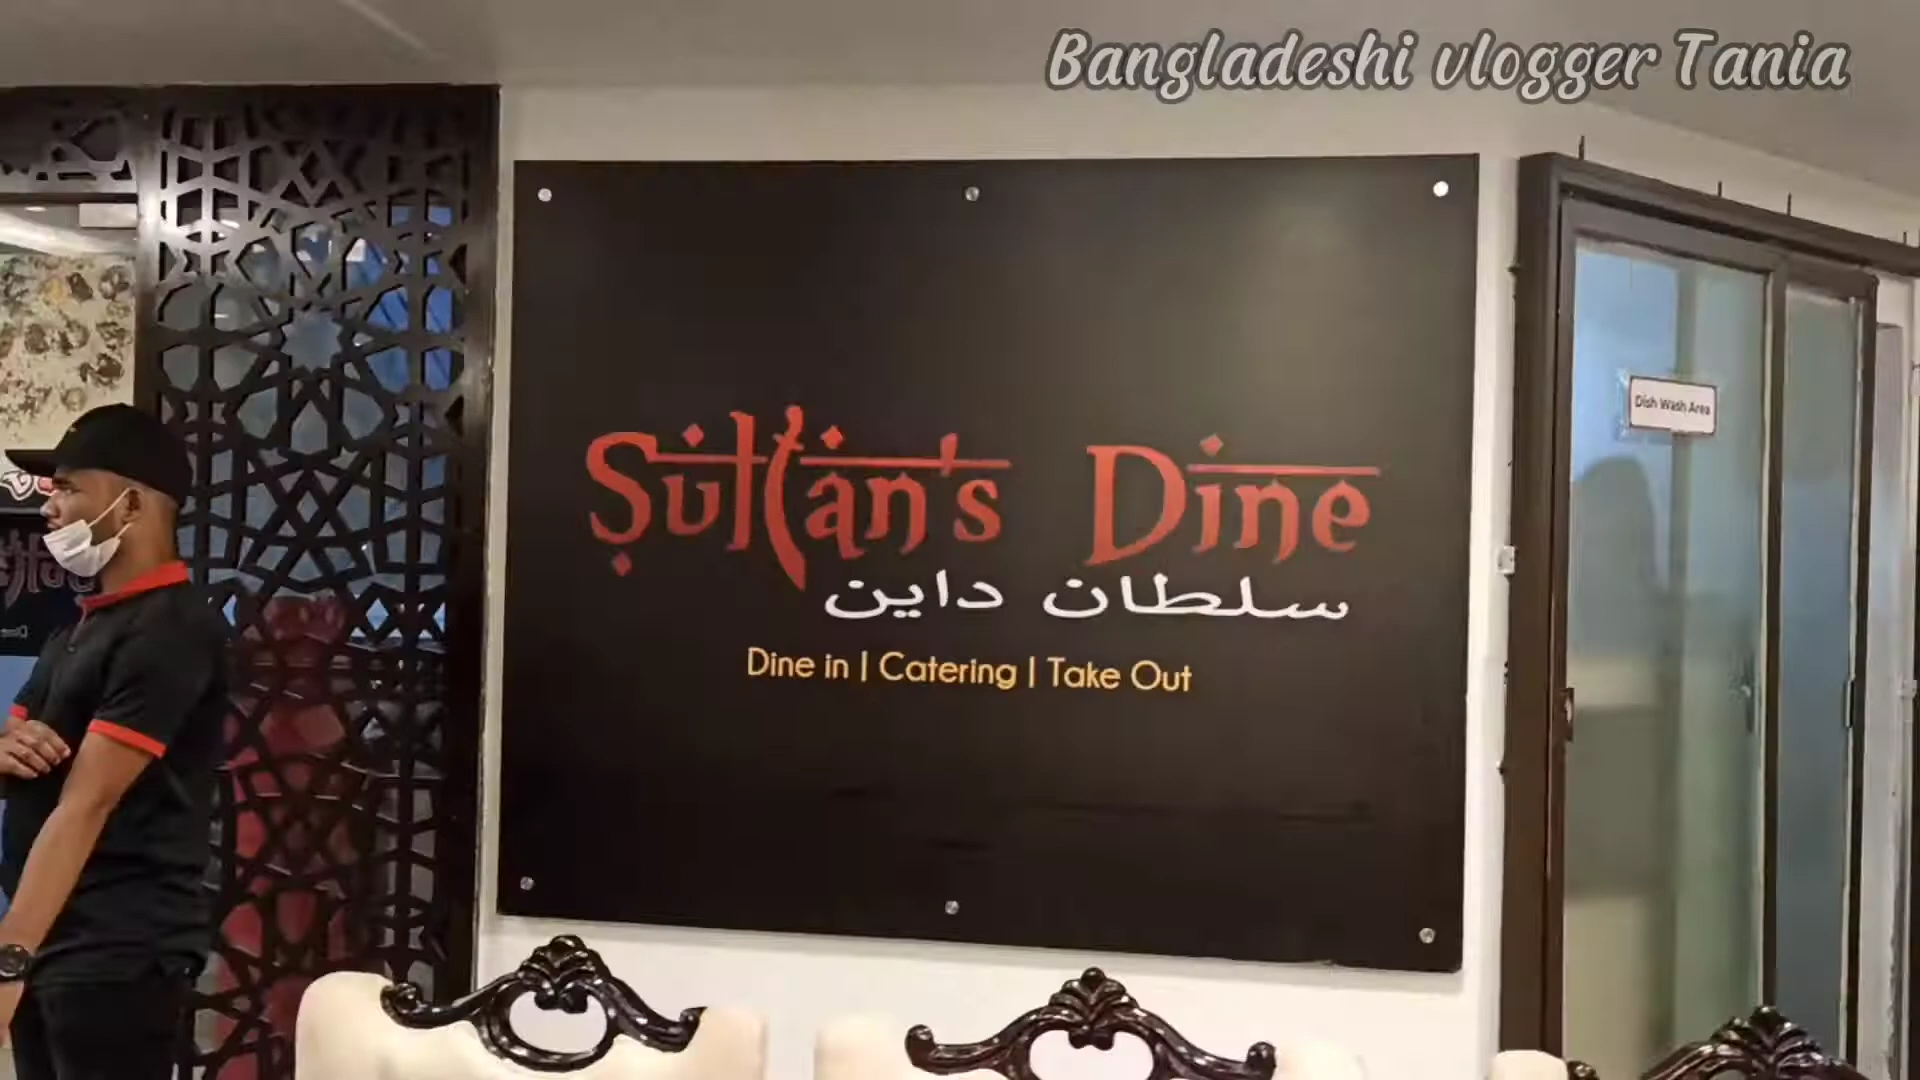 Bangladeshi vlogger Tania
Dish Wash Area
Sultan's Dine
سلطان داين
Dine in | Catering | Take Out